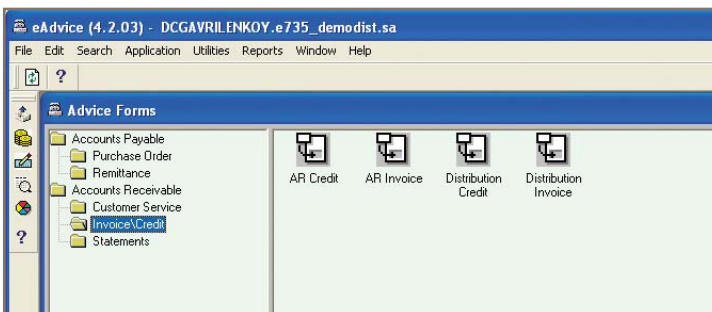 eAdvice (4.2.03) - DCGAVRILENKOY.e735_demodist.sa
File Edit Search Application Utilities Reports Window Help
?
Advice Forms
Accounts Payable
Purchase Order
Remittance
Accounts Receivable
Customer Service
Invoice\Credit
Statements
?
AR Credit
AR Invoice
Distribution
Credit
Distribution
Invoice